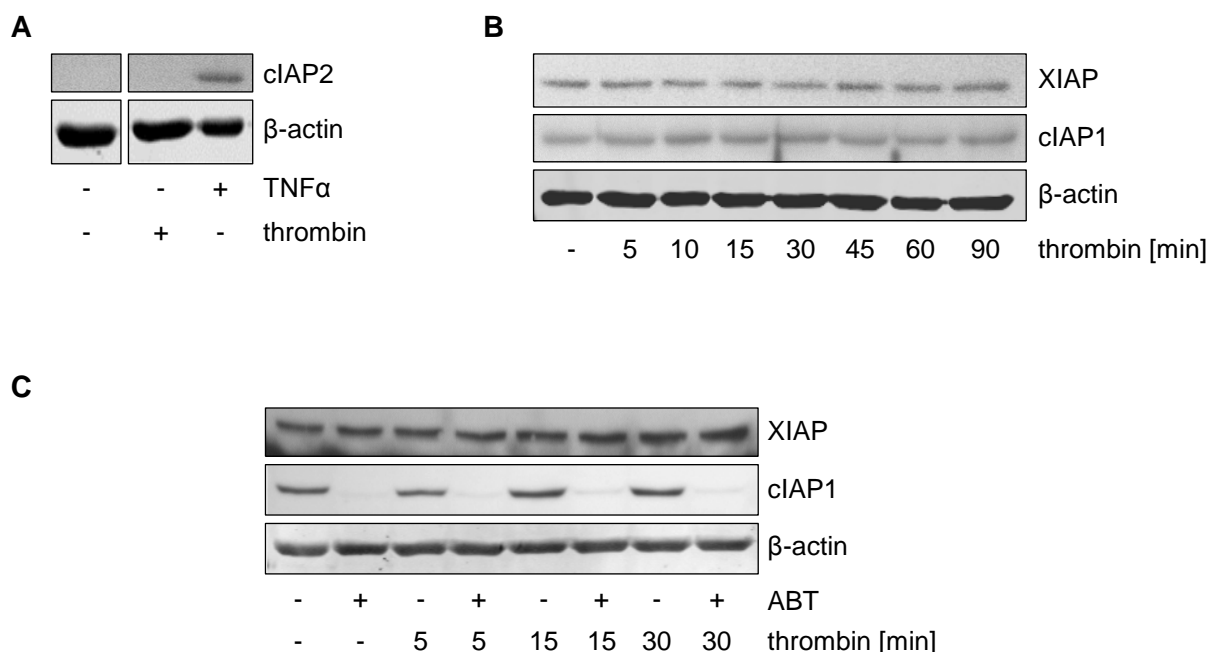 A
cIAP2
β-actin
- - + TNFα
- + - thrombin
B
XIAP
cIAP1
β-actin
- 5 10 15 30 45 60 90 thrombin [min]
C
XIAP
cIAP1
β-actin
- + - + - + - + ABT
- - 5 5 15 15 30 30 thrombin [min]